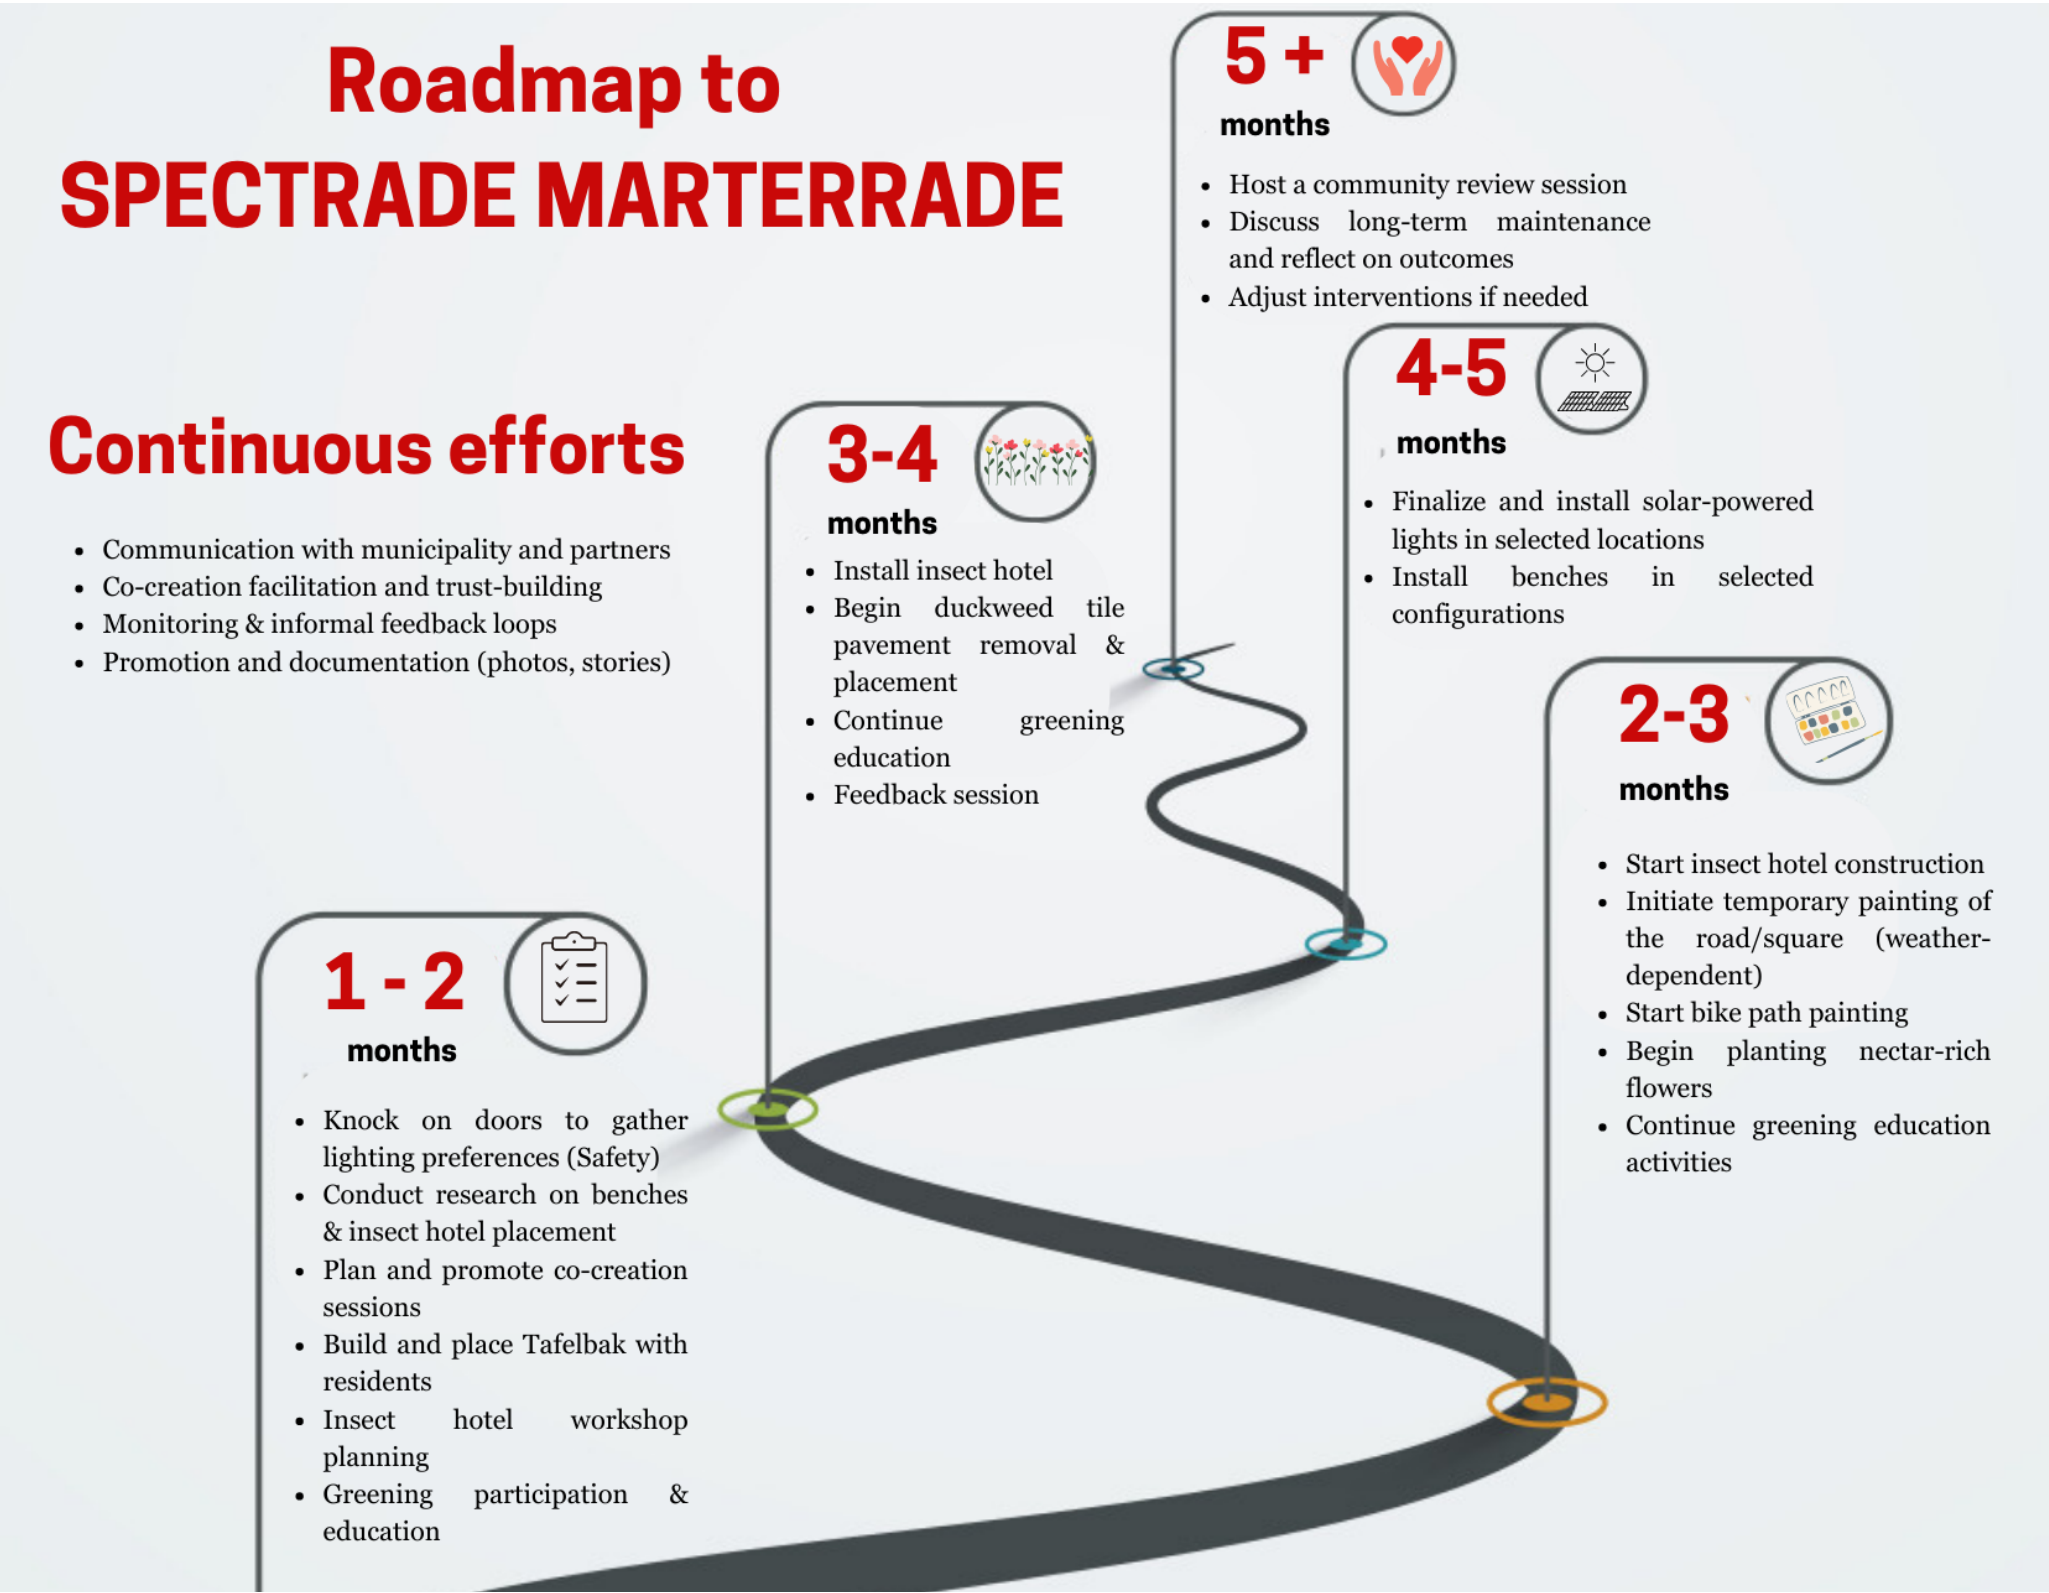 Roadmap to
SPECTRADE MARTERRADE
Continuous efforts
• Communication with municipality and partners
• Co-creation facilitation and trust-building
• Monitoring & informal feedback loops
• Promotion and documentation (photos, stories)
1 - 2
months
• Knock on doors to gather
lighting preferences (Safety)
• Conduct research on benches
& insect hotel placement
• Plan and promote co-creation
sessions
• Build and place Tafelbak with
residents
• Insect hotel workshop
planning
• Greening participation &
education
2-3
months
• Start insect hotel construction
• Initiate temporary painting of
the road/square (weather-
dependent)
• Start bike path painting
• Begin planting nectar-rich
flowers
• Continue greening education
activities
3-4
months
• Install insect hotel
• Begin duckweed tile
pavement removal &
placement
• Continue greening
education
• Feedback session
4-5
months
• Finalize and install solar-powered
lights in selected locations
• Install benches in selected
configurations
5 +
months
• Host a community review session
• Discuss long-term maintenance
and reflect on outcomes
• Adjust interventions if needed